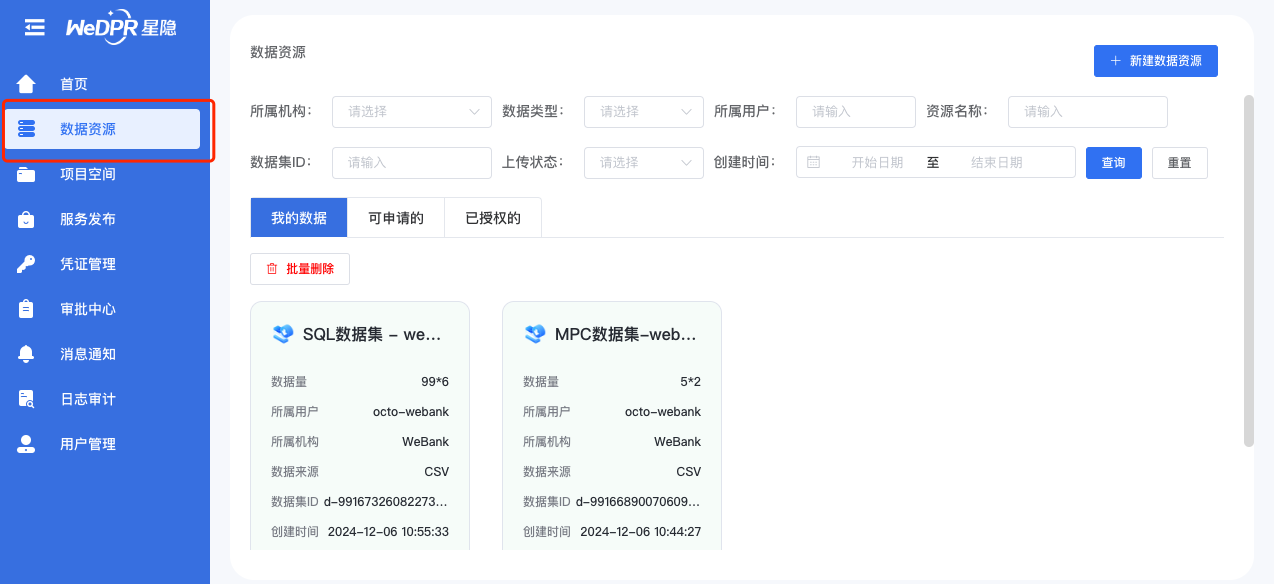 WeDPR 星隐
首页
数据资源
项目空间
服务发布
凭证管理
审批中心
消息通知
日志审计
用户管理
数据资源
新建数据资源
所属机构： 请选择 数据类型： 请选择 所属用户： 请输入 资源名称： 请输入
数据集ID： 请输入 上传状态： 请选择 创建时间： 开始日期 至 结束日期 查询 重置
我的数据 可申请的 已授权的
批量删除
SQL数据集 - we...
数据量 99*6
所属用户 octo-webank
所属机构 WeBank
数据来源 CSV
数据集ID d-99167326082273...
创建时间 2024-12-06 10:55:33
MPC数据集-web...
数据量 5*2
所属用户 octo-webank
所属机构 WeBank
数据来源 CSV
数据集ID d-99166890070609...
创建时间 2024-12-06 10:44:27